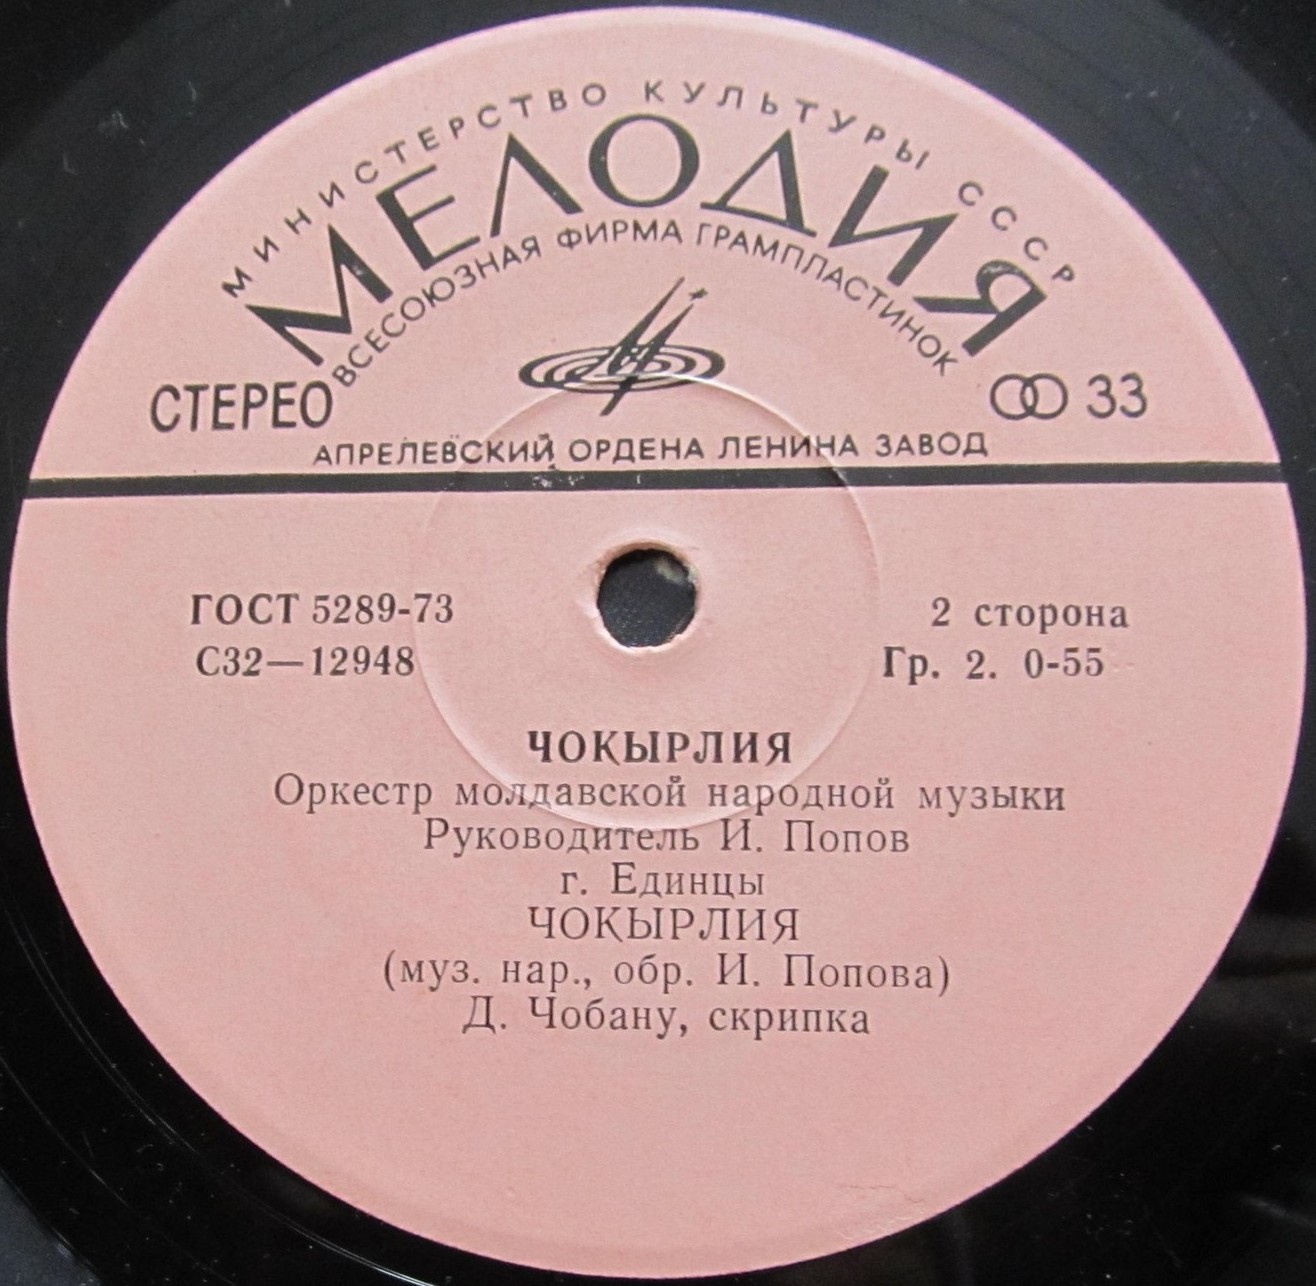 МИНИСТЕРСТВО КУЛЬТУРЫ СССР
МЕЛОДИЯ
ВСЕСОЮЗНАЯ ФИРМА ГРАМПЛАСТИНОК
СТЕРЕО
33
АПРЕЛЕВСКИЙ ОРДЕНА ЛЕНИНА ЗАВОД
ГОСТ 5289-73
2 сторона
С32—12948
Гр. 2. 0-55
ЧОКЫРЛИЯ
Оркестр молдавской народной музыки
Руководитель И. Попов
г. Единцы
ЧОКЫРЛИЯ
(муз. нар., обр. И. Попова)
Д. Чобану, скрипка